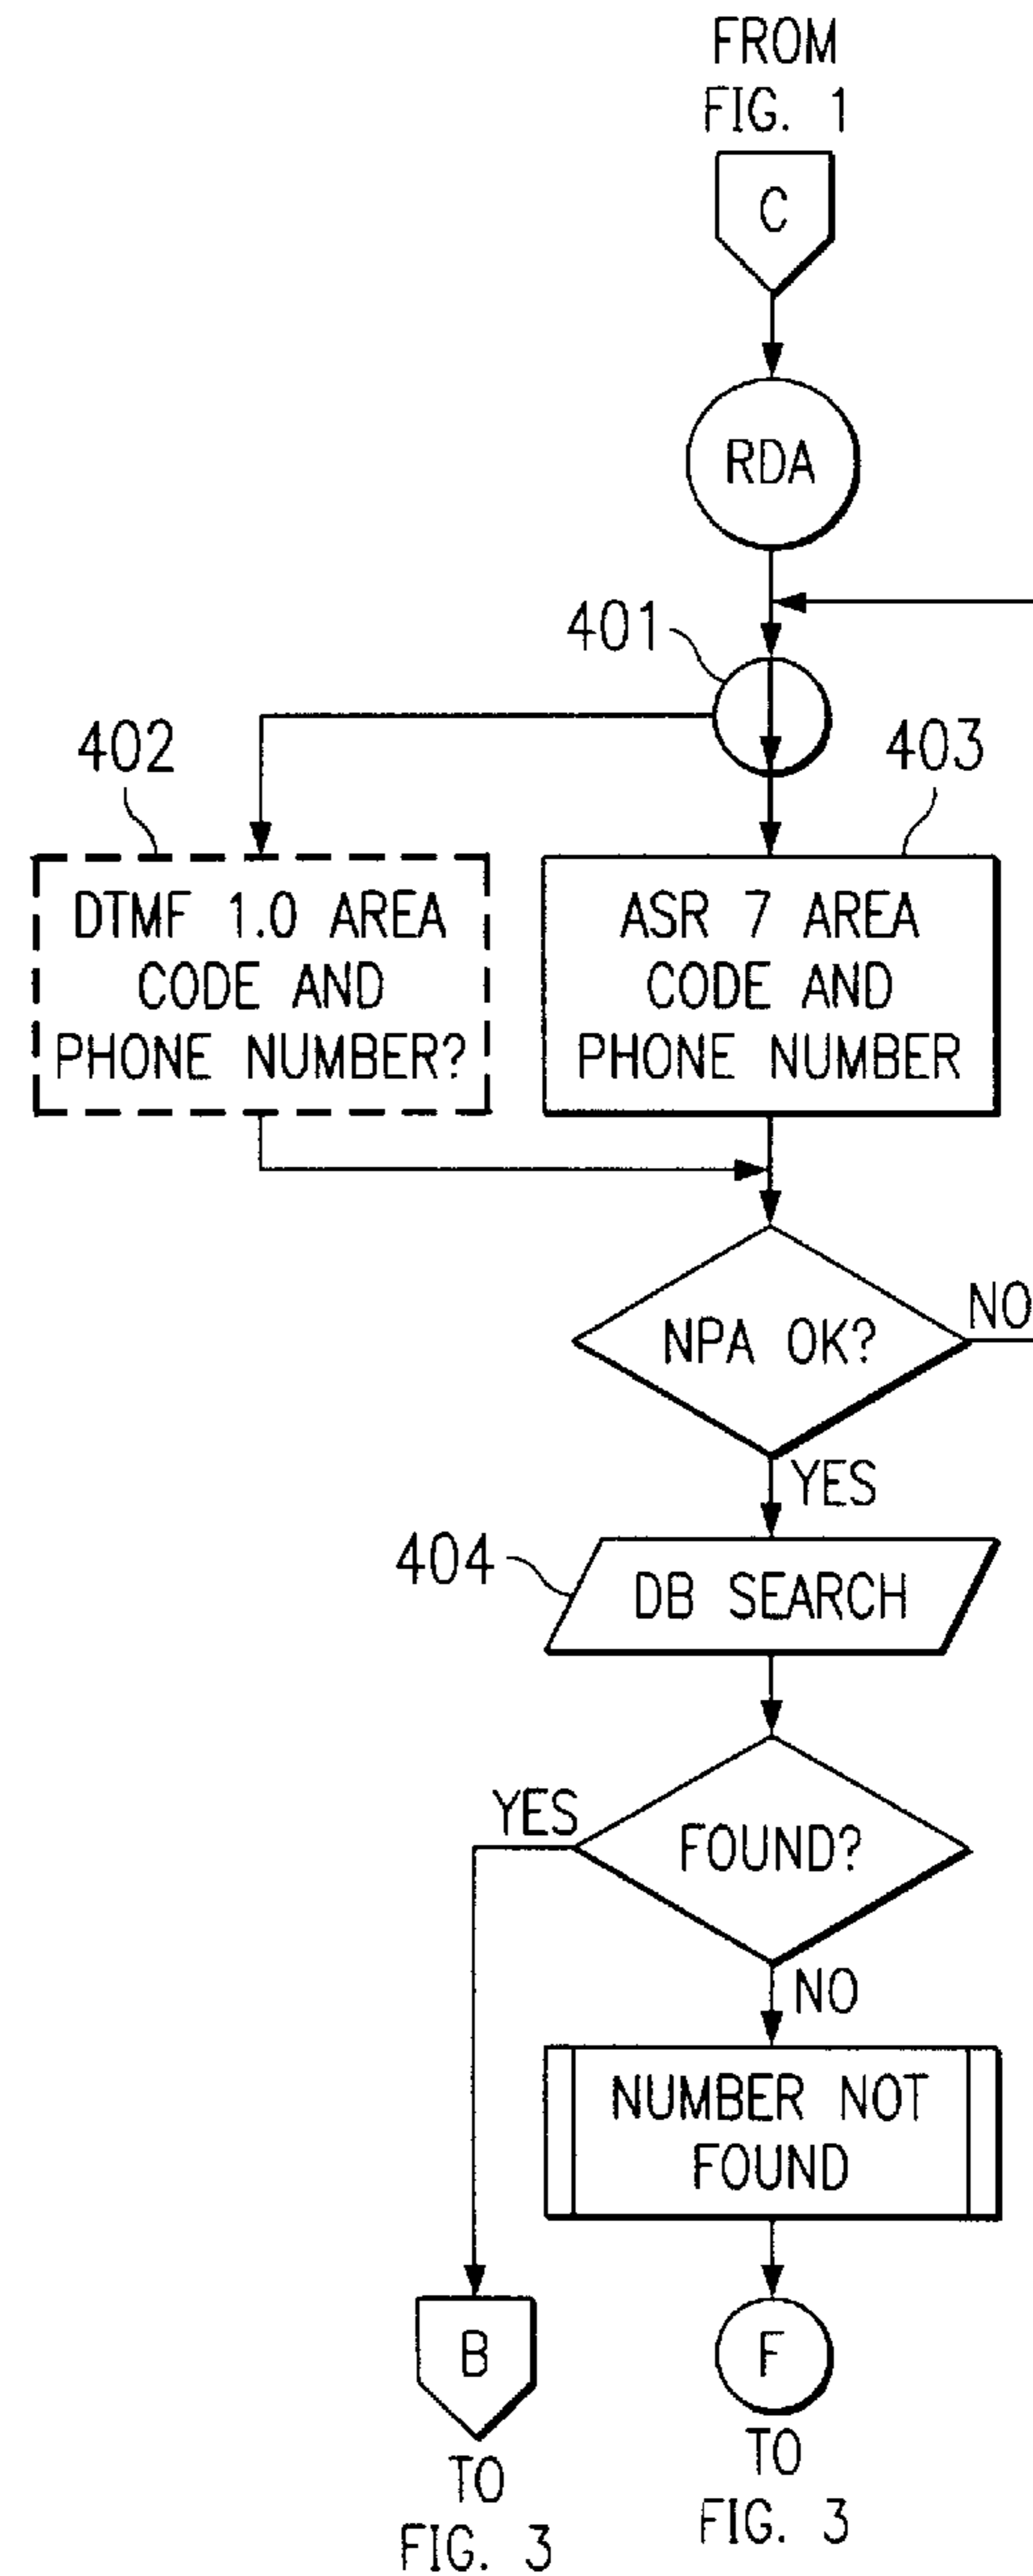 FROM
FIG. 1
C
RDA
401
402
403
DTMF 1.0 AREA
CODE AND
PHONE NUMBER?
ASR 7 AREA
CODE AND
PHONE NUMBER
NPA OK?
NO
YES
404
DB SEARCH
YES
FOUND?
NO
NUMBER NOT
FOUND
B
F
TO
FIG. 3
TO
FIG. 3